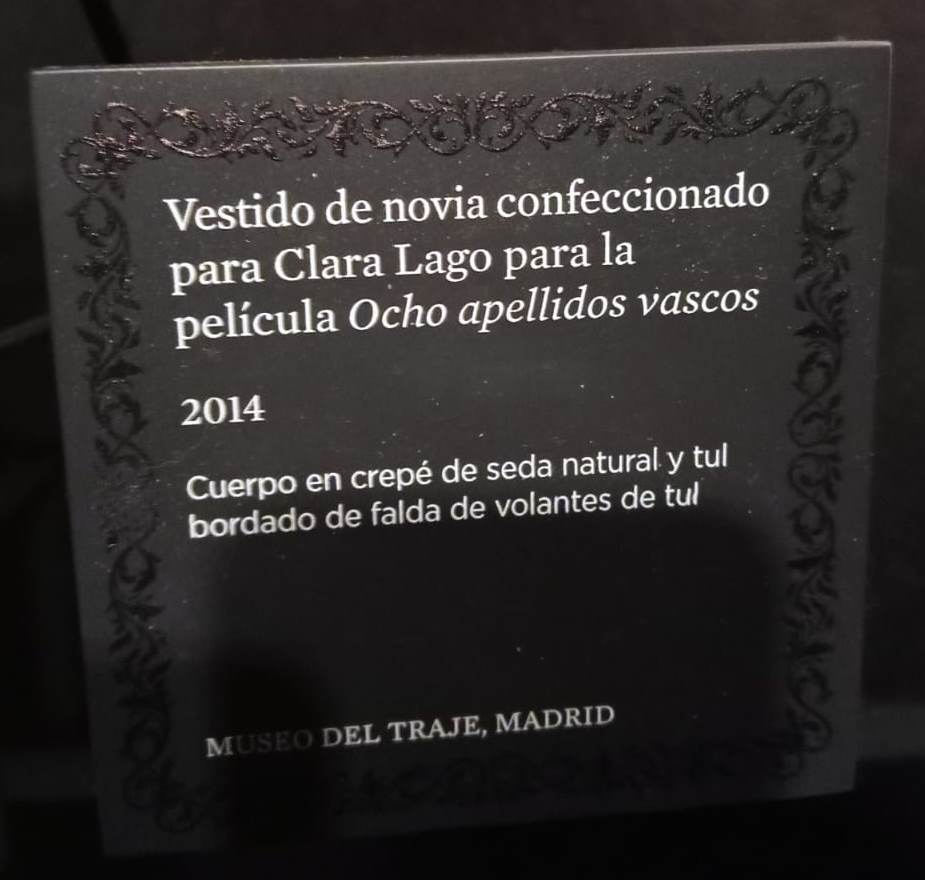 Vestido de novia confeccionado
para Clara Lago para la
película Ocho apellidos vascos
2014
Cuerpo en crepé de seda natural y tul
bordado de falda de volantes de tul
MUSEO DEL TRAJE, MADRID